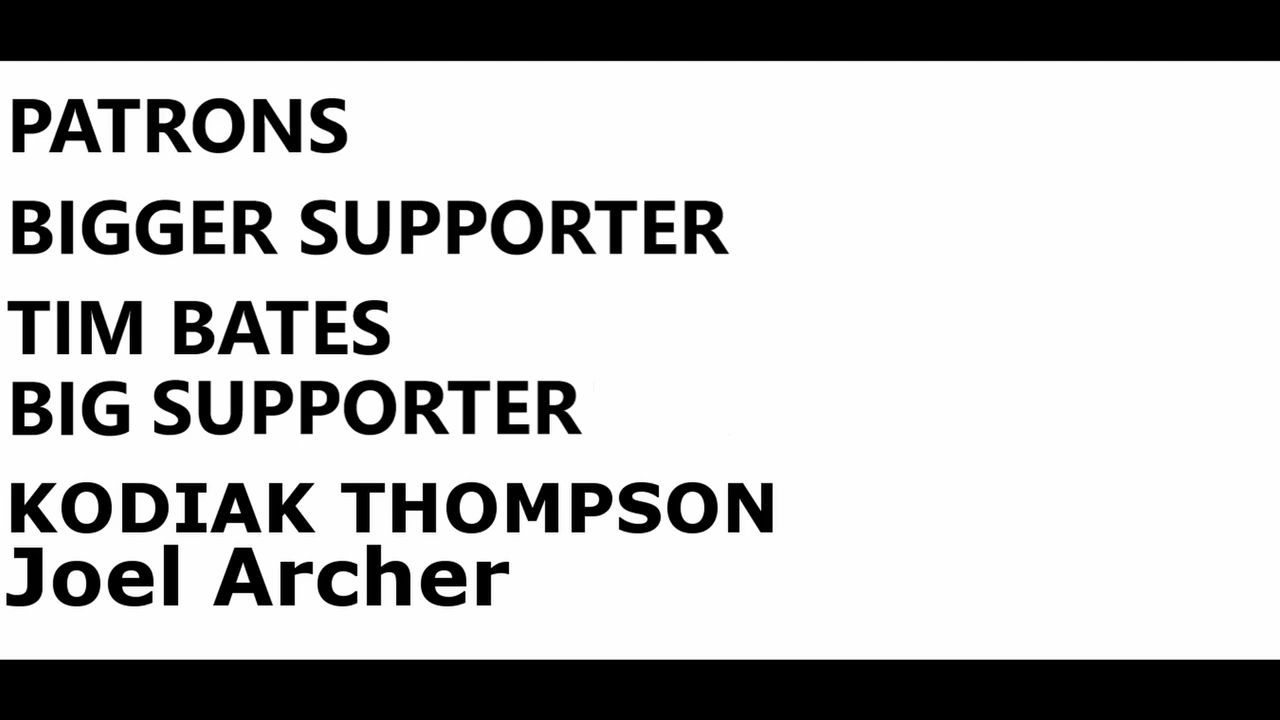 PATRONS
BIGGER SUPPORTER
TIM BATES
BIG SUPPORTER
KODIAK THOMPSON
Joel Archer